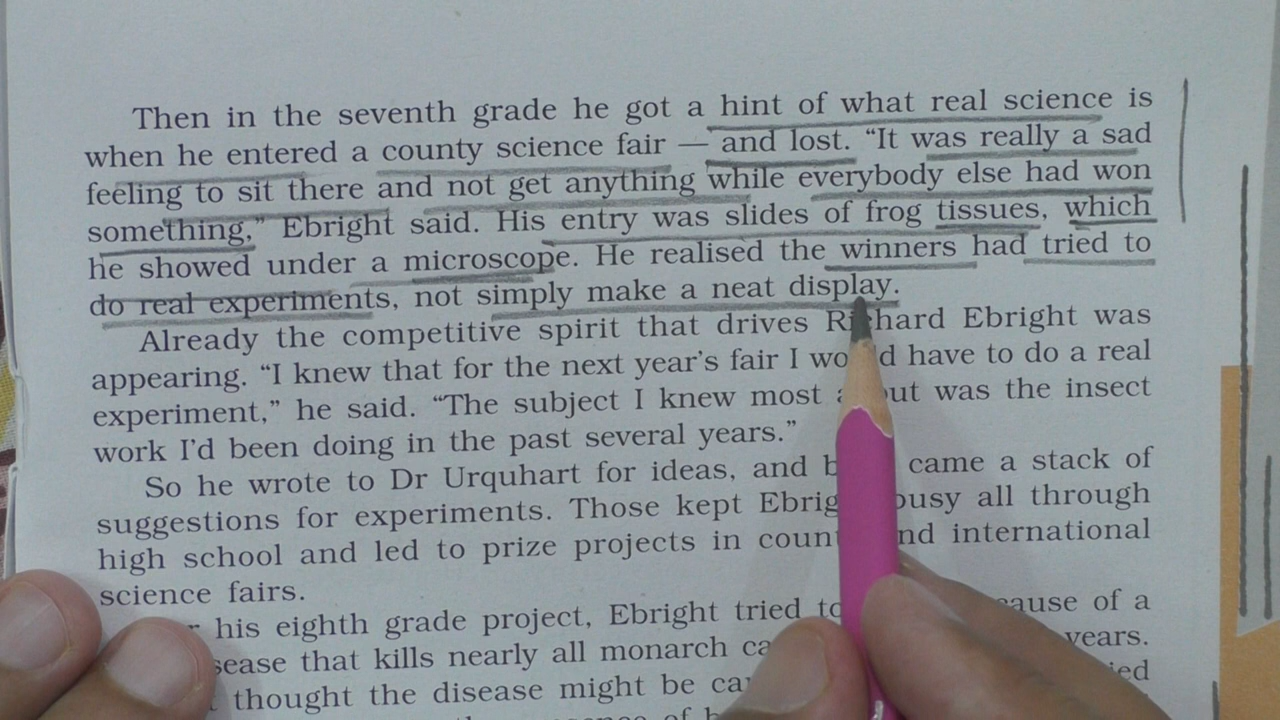 Then in the seventh grade he got a hint of what real science is
when he entered a county science fair — and lost. “It was really a sad
feeling to sit there and not get anything while everybody else had won
something,” Ebright said. His entry was slides of frog tissues, which
he showed under a microscope. He realised the winners had tried to
do real experiments, not simply make a neat display.
Already the competitive spirit that drives Richard Ebright was
appearing. “I knew that for the next year’s fair I would have to do a real
experiment,” he said. “The subject I knew most about was the insect
work I’d been doing in the past several years.”
So he wrote to Dr Urquhart for ideas, and came a stack of
suggestions for experiments. Those kept Ebright busy all through
high school and led to prize projects in county and international
science fairs.
his eighth grade project, Ebright tried to cause of a
that kills nearly all monarch years.
thought the disease might be